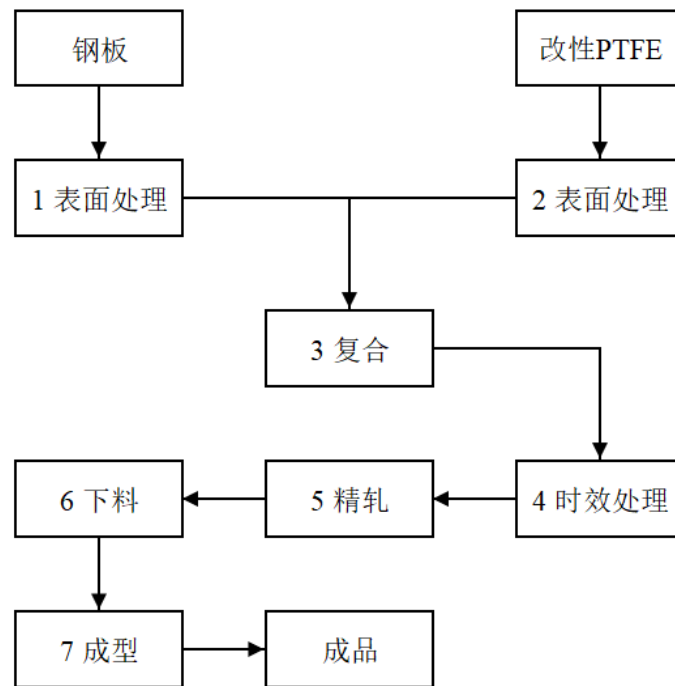 钢板
改性PTFE
1 表面处理
2 表面处理
3 复合
6 下料
5 精轧
4 时效处理
7 成型
成品